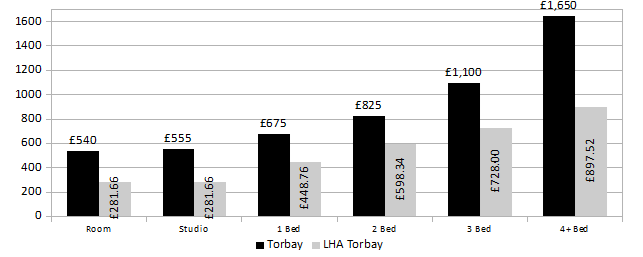 £1,650
1600
1400
1200
£1,100
1000
£825
800
£675
£540
£555
600
400
200
0
£281.66
£281.66
£448.76
£598.34
£728.00
£897.52
Room
Studio
1 Bed
2 Bed
3 Bed
4+ Bed
Torbay
LHA Torbay